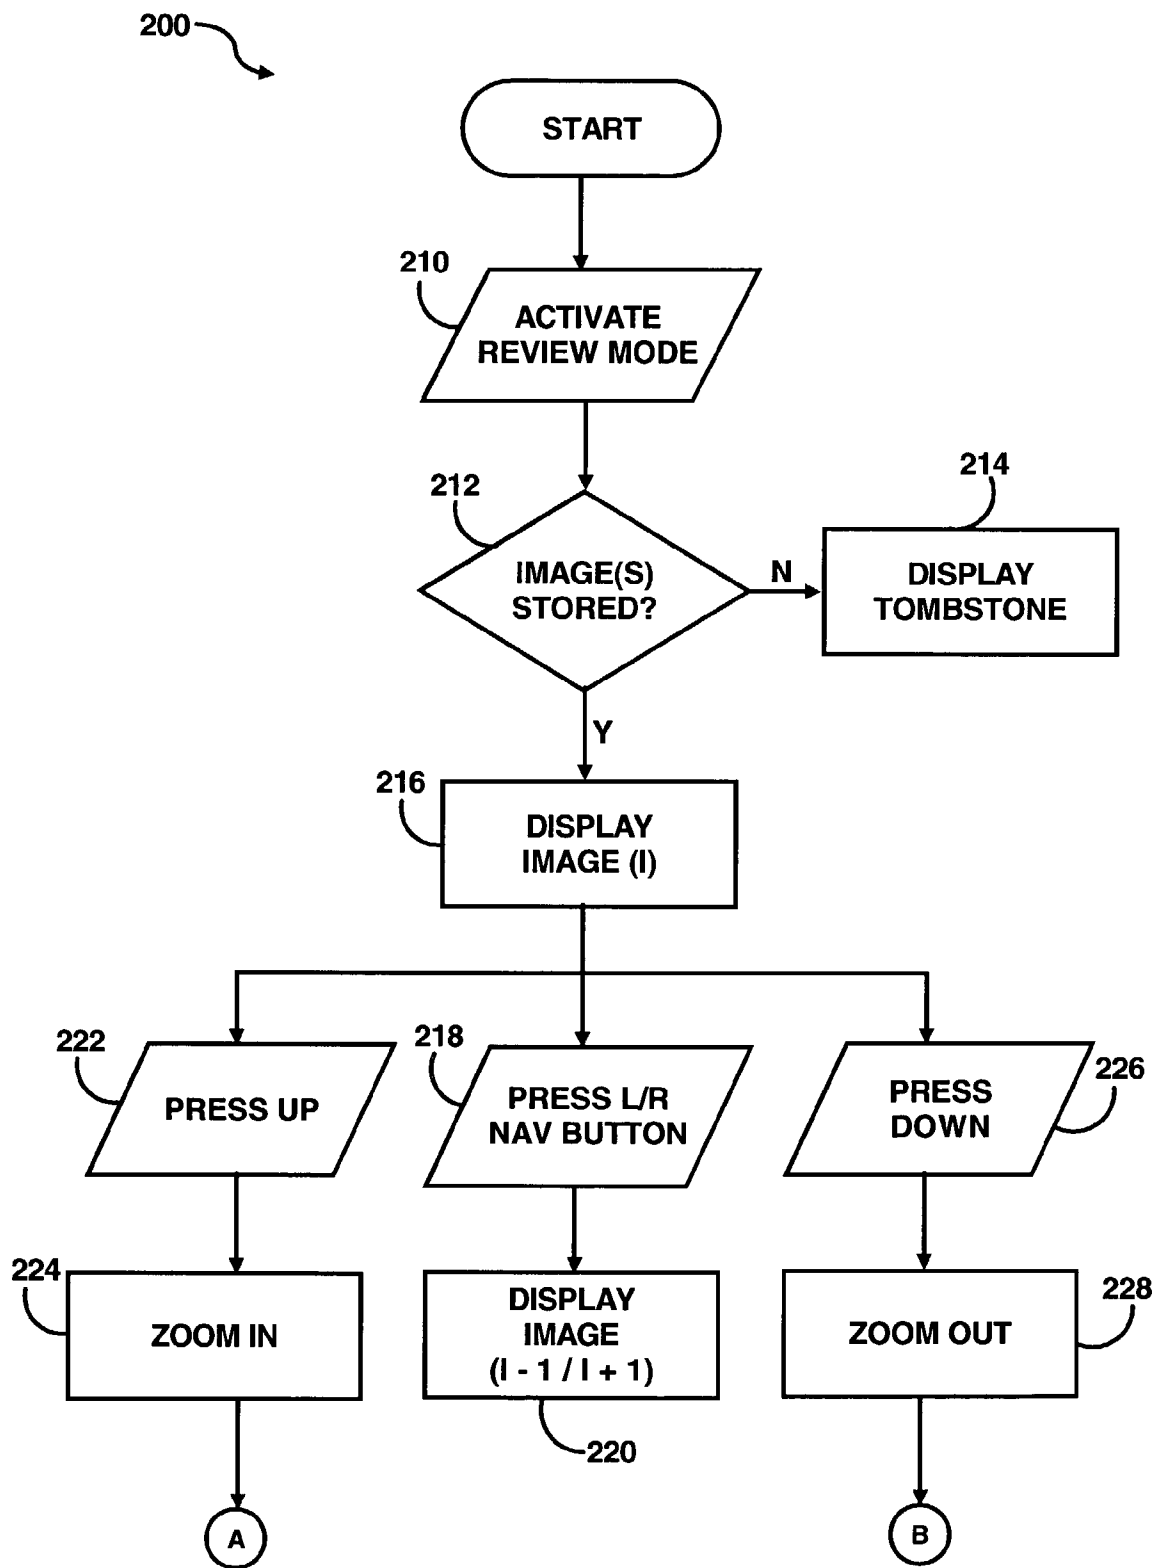 200
START
210
ACTIVATE
REVIEW MODE
212
214
IMAGE(S)
STORED?
N
DISPLAY
TOMBSTONE
Y
216
DISPLAY
IMAGE (I)
222
PRESS UP
218
PRESS L/R
NAV BUTTON
226
PRESS
DOWN
224
ZOOM IN
DISPLAY
IMAGE
(I - 1 / I + 1)
220
228
ZOOM OUT
A
B